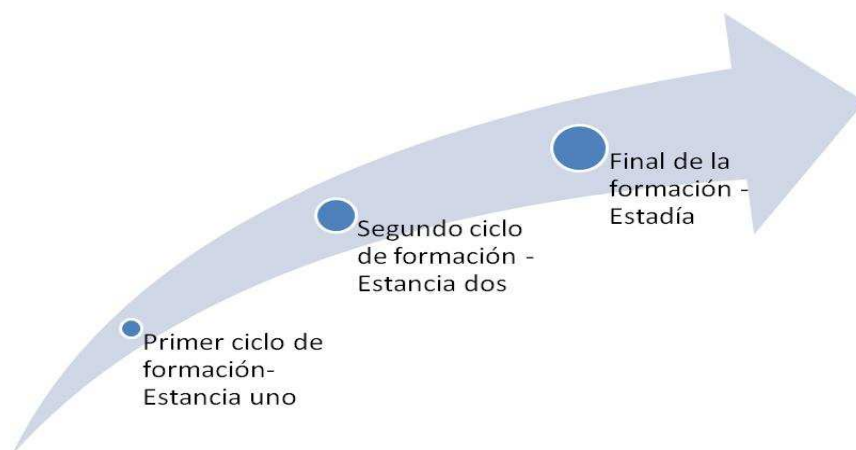 Primer ciclo de
formación-
Estancia uno
Segundo ciclo
de formación -
Estancia dos
Final de la
formación -
Estadía